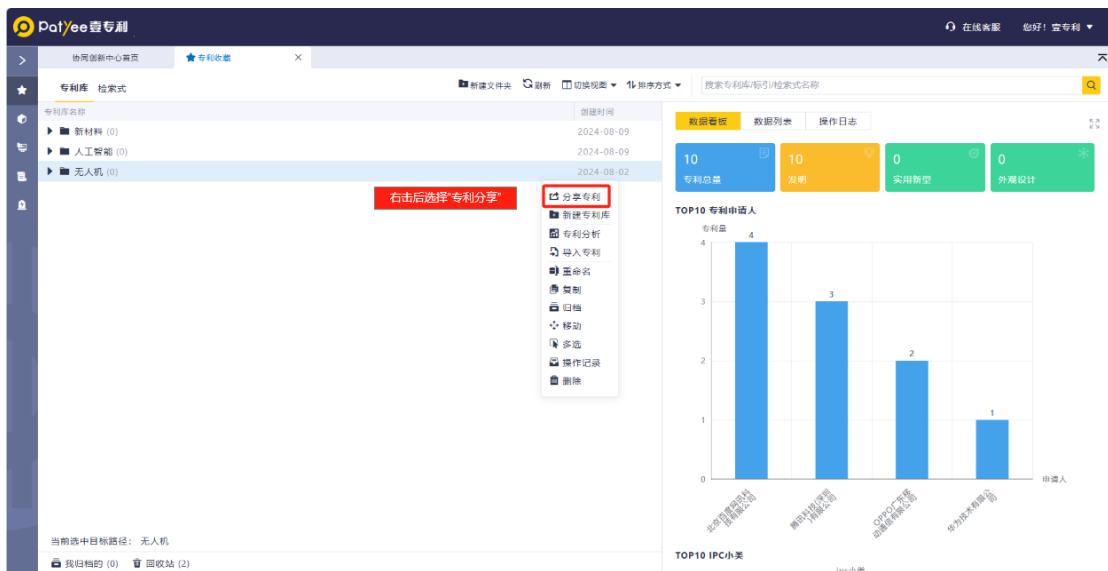 Patyee壹专利
在线客服 您好！壹专利
协同创新中心首页 专利收藏
专利库 检索式 新建文件夹 刷新 切换视图 排序方式 搜索专利库/标引/检索式名称
专利库名称 创建时间
新材料 (0) 2024-08-09
人工智能 (0) 2024-08-09
无人机 (0) 2024-08-02
右击后选择“专利分享”
分享专利
新建专利库
专利分析
导入专利
重命名
复制
归档
移动
多选
操作记录
删除
当前选中目标路径： 无人机
我归档的 (0) 回收站 (2)
数据看板 数据列表 操作日志
10 10 0 0
专利总量 发明 实用新型 外观设计
TOP10 专利申请人
专利量
4
3
2
1
0
4
3
2
1
申请人
北京百度网讯科技有限公司
腾讯科技(深圳)有限公司
OPPO广东移动通信有限公司
华为技术有限公司
TOP10 IPC小类
ipc小类